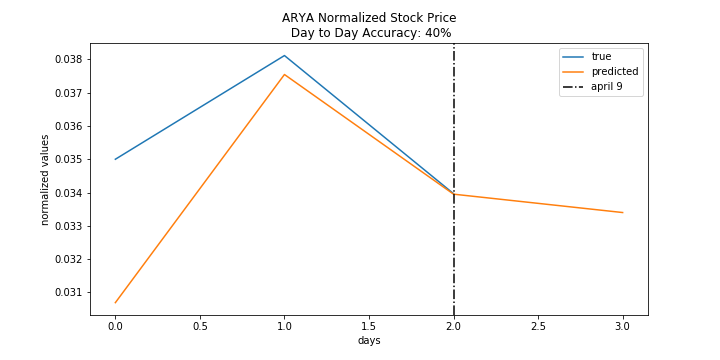 ARYA Normalized Stock Price
Day to Day Accuracy: 40%
0.038
0.037
0.036
0.035
0.034
0.033
0.032
0.031
normalized values
true
predicted
april 9
0.0 0.5 1.0 1.5 2.0 2.5 3.0
days